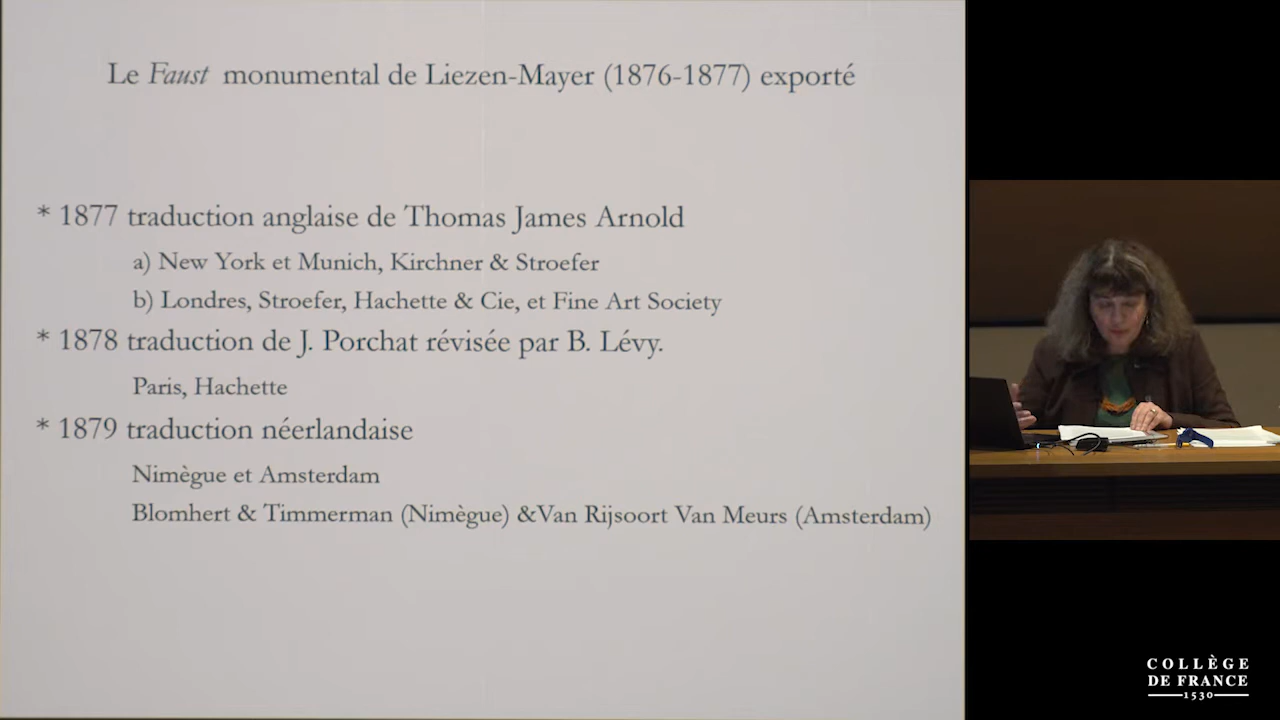 Le Faust monumental de Liezen-Mayer (1876-1877) exporté
* 1877 traduction anglaise de Thomas James Arnold
a) New York et Munich, Kirchner & Stroefer
b) Londres, Stroefer, Hachette & Cie, et Fine Art Society
* 1878 traduction de J. Porchat révisée par B. Lévy.
Paris, Hachette
* 1879 traduction néerlandaise
Nimègue et Amsterdam
Blomhert & Timmerman (Nimègue) &Van Rijsoort Van Meurs (Amsterdam)
COLLÈGE
DE FRANCE
1530